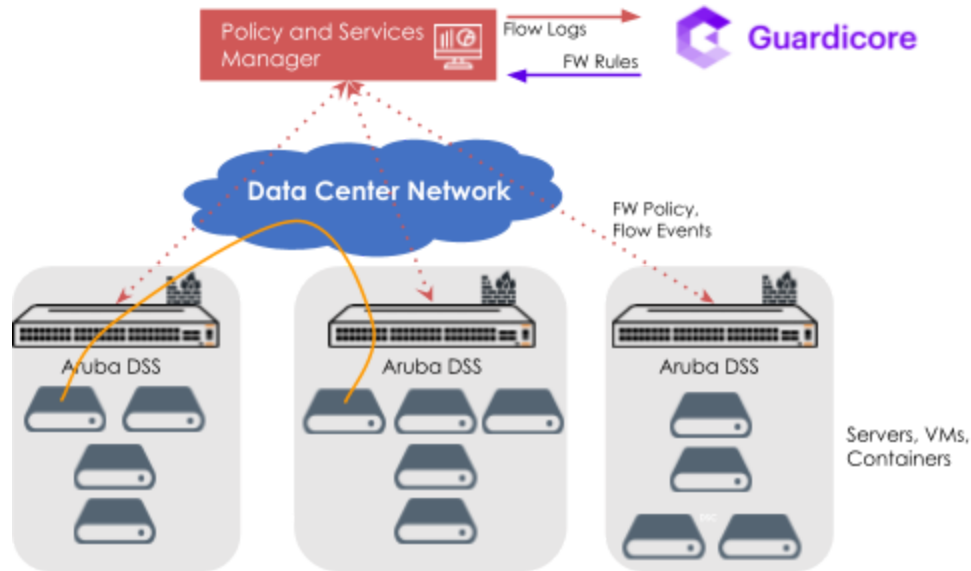 Policy and Services
Manager
Flow Logs
FW Rules
Guardicore
Data Center Network
FW Policy,
Flow Events
Aruba DSS
Aruba DSS
Aruba DSS
Servers, VMs,
Containers